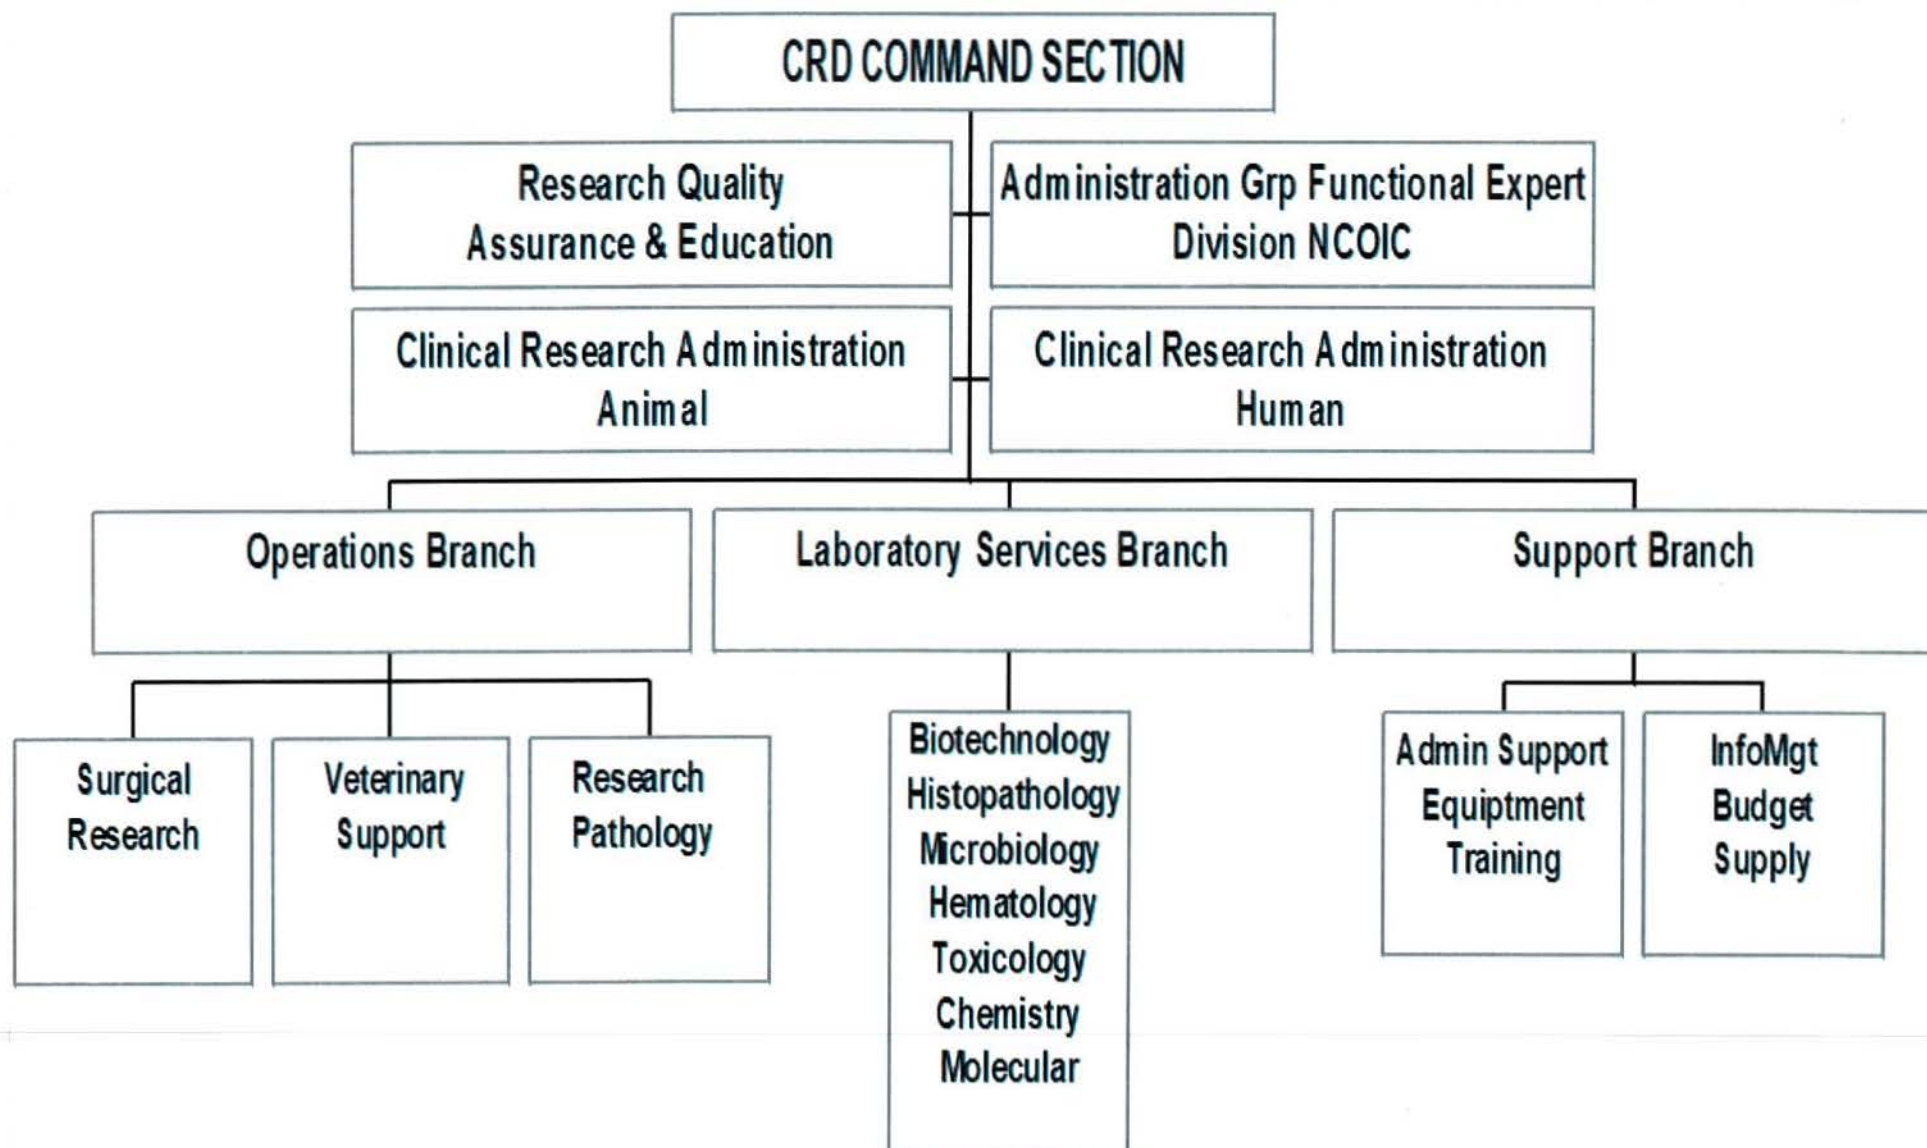 CRD COMMAND SECTION
Research Quality
Assurance & Education
Administration Grp Functional Expert
Division NCOIC
Clinical Research Administration
Animal
Clinical Research Administration
Human
Operations Branch
Laboratory Services Branch
Support Branch
Surgical
Research
Veterinary
Support
Research
Pathology
Biotechnology
Histopathology
Microbiology
Hematology
Toxicology
Chemistry
Molecular
Admin Support
Equiptment
Training
InfoMgt
Budget
Supply